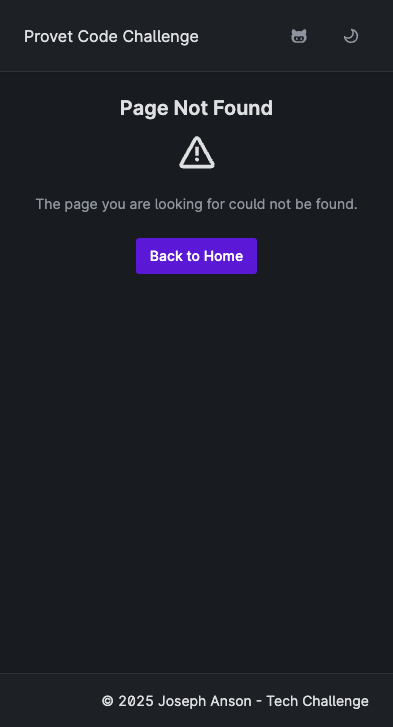 Provet Code Challenge
Page Not Found
The page you are looking for could not be found.
Back to Home
© 2025 Joseph Anson - Tech Challenge